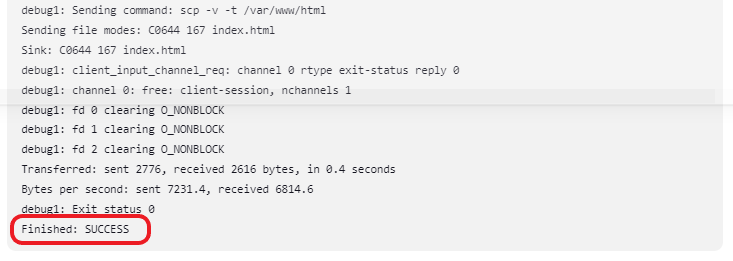 debug1: Sending command: scp -v -t /var/www/html
Sending file modes: C0644 167 index.html
Sink: C0644 167 index.html
debug1: client_input_channel_req: channel 0 rtype exit-status reply 0
debug1: channel 0: free: client-session, nchannels 1
debug1: fd 0 clearing O_NONBLOCK
debug1: fd 1 clearing O_NONBLOCK
debug1: fd 2 clearing O_NONBLOCK
Transferred: sent 2776, received 2616 bytes, in 0.4 seconds
Bytes per second: sent 7231.4, received 6814.6
debug1: Exit status 0
Finished: SUCCESS